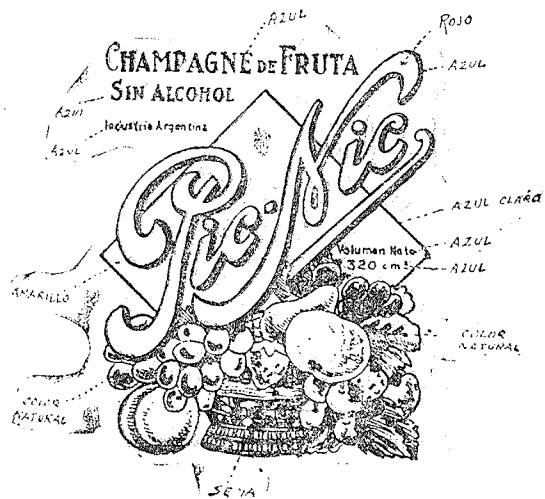 AZUL
ROJO
CHAMPAGNE DE FRUTA
AZUL
SIN ALCOHOL
AZUL
Industria Argentina
AZUL
Pic-Nic
AZUL CLARO
Volumen Neto
AZUL
320 cm³
AZUL
AMARILLO
COLOR
NATURAL
COLOR
NATURAL
SEYA